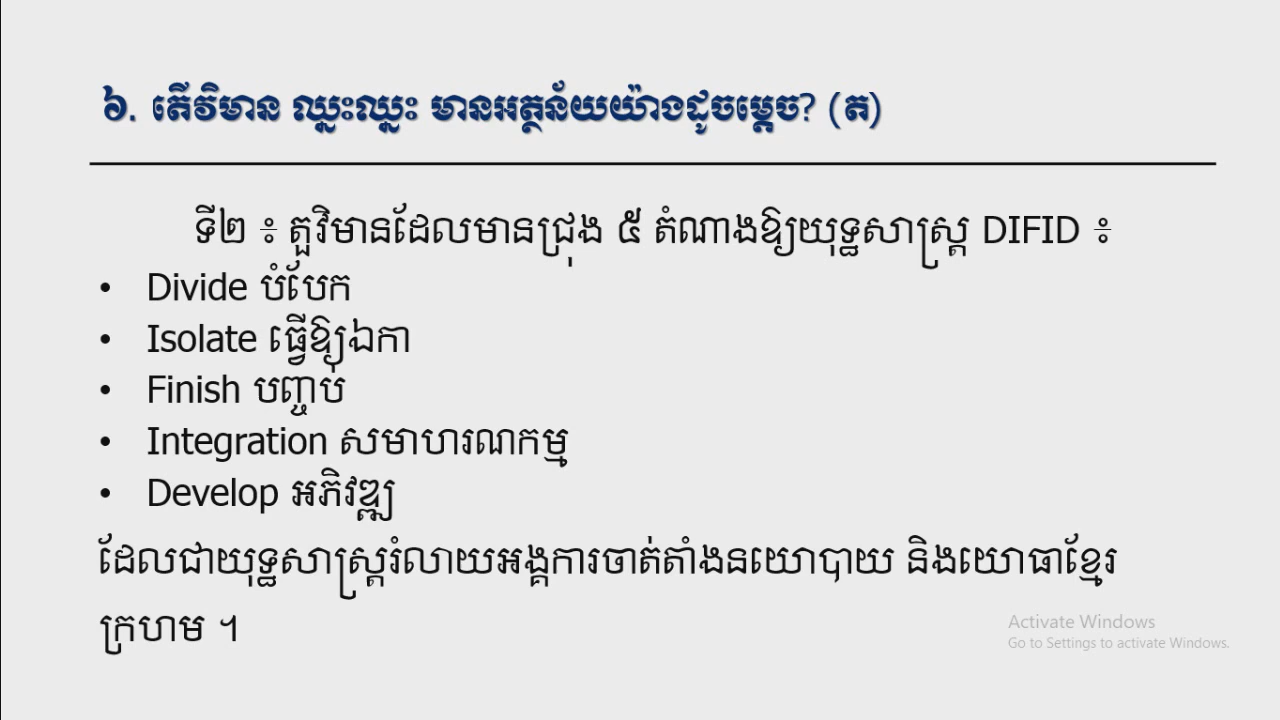 ៦. តើវិមាន ឈ្នះឈ្នះ មានអត្ថន័យយ៉ាងដូចម្តេច? (ត)
ទី២ ៖ តួវិមានដែលមានជ្រុង ៥ តំណាងឱ្យយុទ្ធសាស្ត្រ DIFID ៖
• Divide បំបែក
• Isolate ធ្វើឱ្យឯកា
• Finish បញ្ចប់
• Integration សមាហរណកម្ម
• Develop អភិវឌ្ឍ
ដែលជាយុទ្ធសាស្ត្ររំលាយអង្គការចាត់តាំងនយោបាយ និងយោធាខ្មែរ
ក្រហម ។
Activate Windows
Go to Settings to activate Windows.